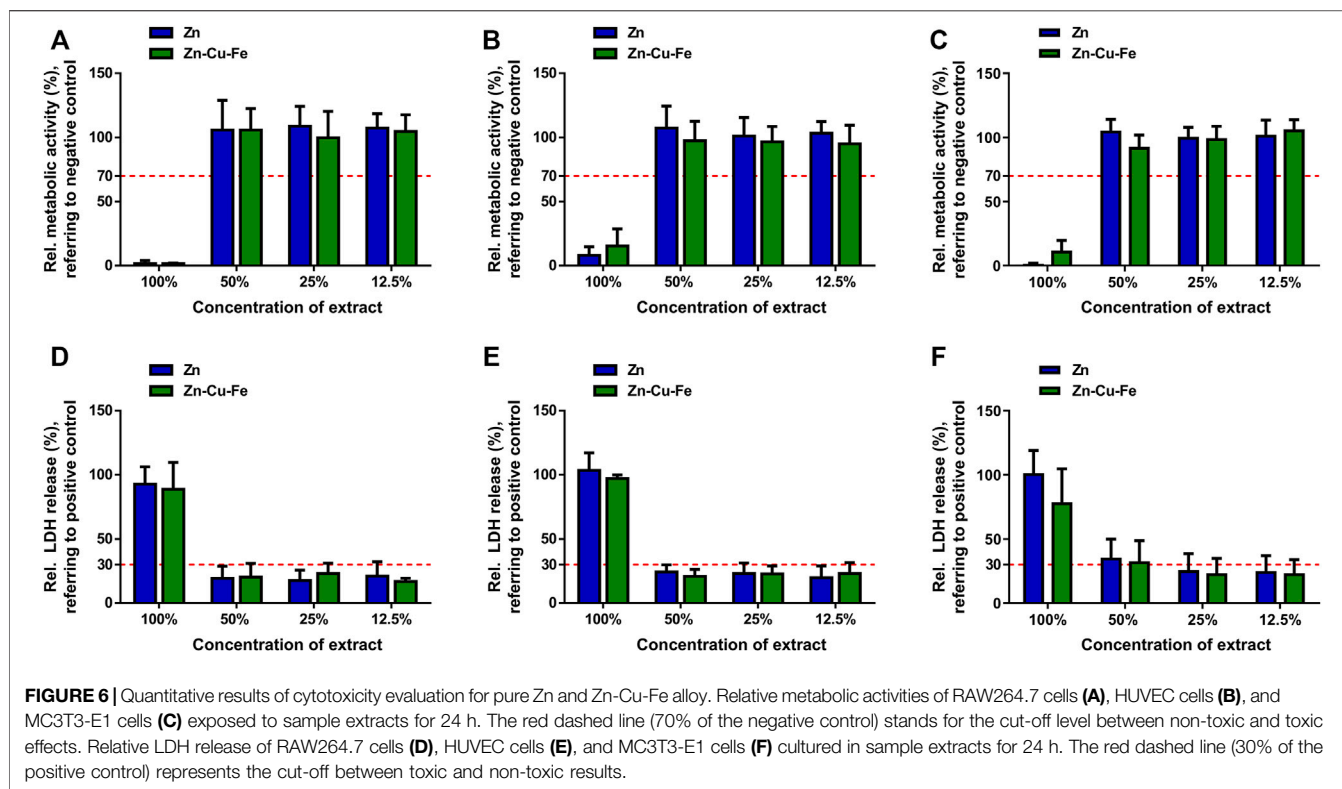 A
Zn
Zn-Cu-Fe
Rel. metabolic activity (%),
referring to negative control
150
100
70
50
0
100%
50%
25%
12.5%
Concentration of extract
B
Zn
Zn-Cu-Fe
Rel. metabolic activity (%),
referring to negative control
150
100
70
50
0
100%
50%
25%
12.5%
Concentration of extract
C
Zn
Zn-Cu-Fe
Rel. metabolic activity (%),
referring to negative control
150
100
70
50
0
100%
50%
25%
12.5%
Concentration of extract
D
Zn
Zn-Cu-Fe
Rel. LDH release (%),
referring to positive control
150
100
50
30
0
100%
50%
25%
12.5%
Concentration of extract
E
Zn
Zn-Cu-Fe
Rel. LDH release (%),
referring to positive control
150
100
50
30
0
100%
50%
25%
12.5%
Concentration of extract
F
Zn
Zn-Cu-Fe
Rel. LDH release (%),
referring to positive control
150
100
50
30
0
100%
50%
25%
12.5%
Concentration of extract
FIGURE 6 | Quantitative results of cytotoxicity evaluation for pure Zn and Zn-Cu-Fe alloy. Relative metabolic activities of RAW264.7 cells (A), HUVEC cells (B), and
MC3T3-E1 cells (C) exposed to sample extracts for 24 h. The red dashed line (70% of the negative control) stands for the cut-off level between non-toxic and toxic
effects. Relative LDH release of RAW264.7 cells (D), HUVEC cells (E), and MC3T3-E1 cells (F) cultured in sample extracts for 24 h. The red dashed line (30% of the
positive control) represents the cut-off between toxic and non-toxic results.